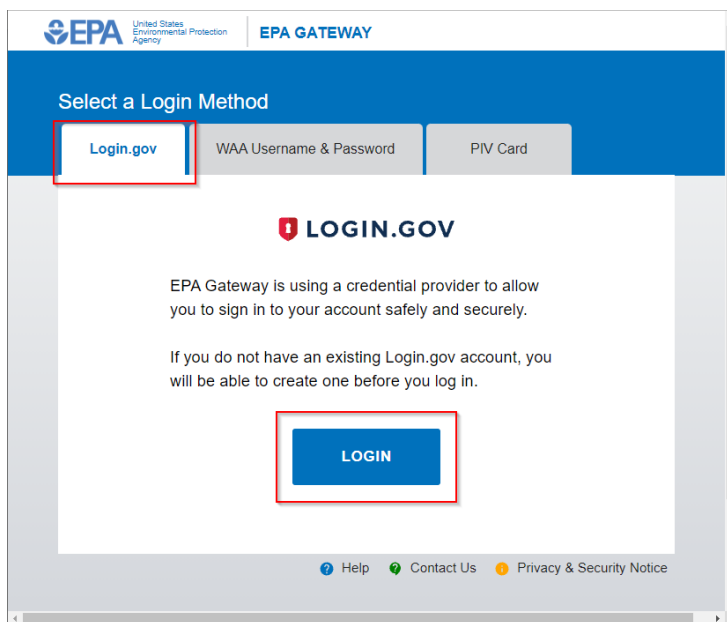 EPA
United States
Environmental Protection
Agency
EPA GATEWAY
Select a Login Method
Login.gov
WAA Username & Password
PIV Card
LOGIN.GOV
EPA Gateway is using a credential provider to allow
you to sign in to your account safely and securely.
If you do not have an existing Login.gov account, you
will be able to create one before you log in.
LOGIN
Help
Contact Us
Privacy & Security Notice